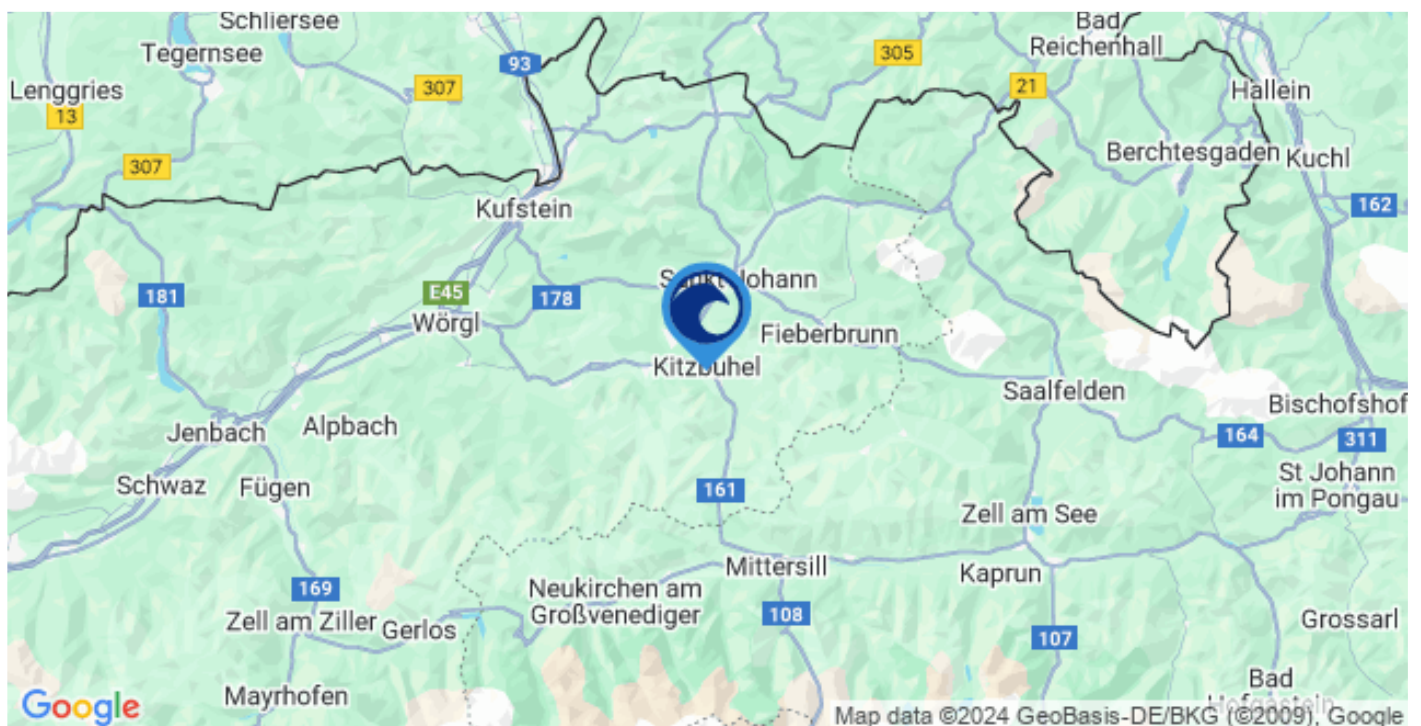 Schliersee
Tegernsee
Lenggries
13
307
307
93
305
Bad
Reichenhall
21
Hallein
Berchtesgaden
Kuchl
162
Kufstein
181
E45
178
Wörgl
Sankt Johann
Fieberbrunn
Kitzbühel
Saalfelden
Bischofshof
164
311
Jenbach
Alpbach
Schwaz
Fügen
161
St Johann
im Pongau
Zell am See
Mittersill
Kaprun
Neukirchen am
Großvenediger
169
108
107
Zell am Ziller
Gerlos
Grossarl
Mayrhofen
Bad
Hofgastein
Google
Map data ©2024 GeoBasis-DE/BKG (©2009), Google